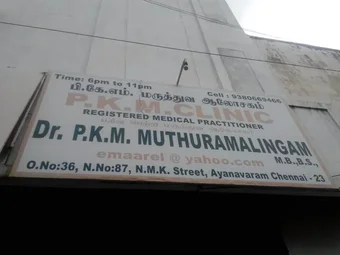 Time: 6pm to 11pm Cell : 9380669466
பி.கே.எம். மருத்துவ ஆலோசகம்
P.K.M.CLINIC
REGISTERED MEDICAL PRACTITIONER
Dr. P.K.M. MUTHURAMALINGAM
M.B.,B.S.,
emaarel @ yahoo.com
O.No:36, N.No:87, N.M.K. Street, Ayanavaram Chennai - 23